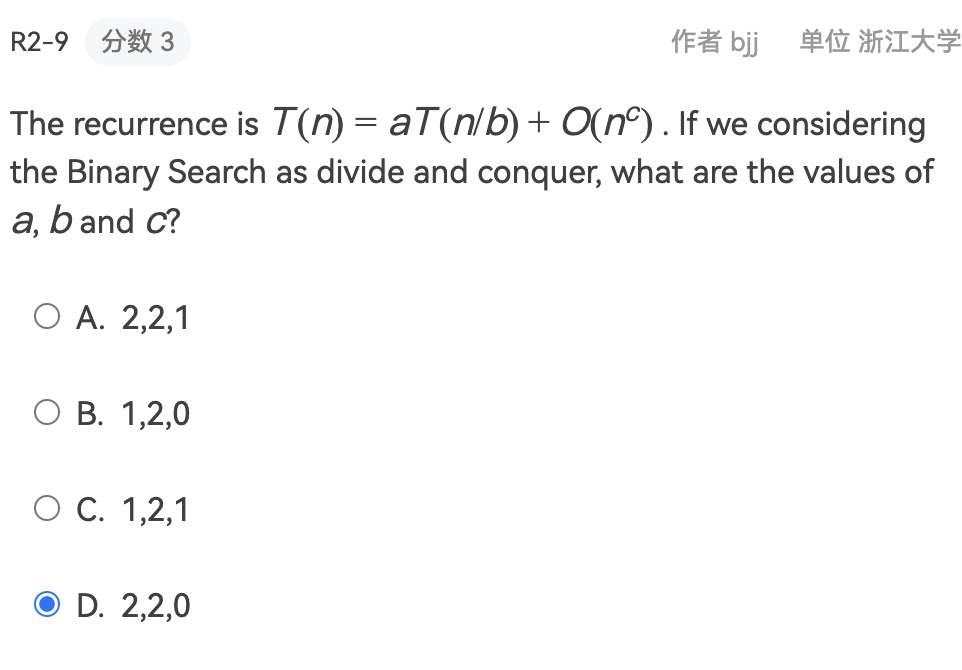 R2-9 分数 3 作者 bjj 单位 浙江大学
The recurrence is T(n) = aT(n/b) + O(nᶜ) . If we considering
the Binary Search as divide and conquer, what are the values of
a, b and c?
A. 2,2,1
B. 1,2,0
C. 1,2,1
D. 2,2,0